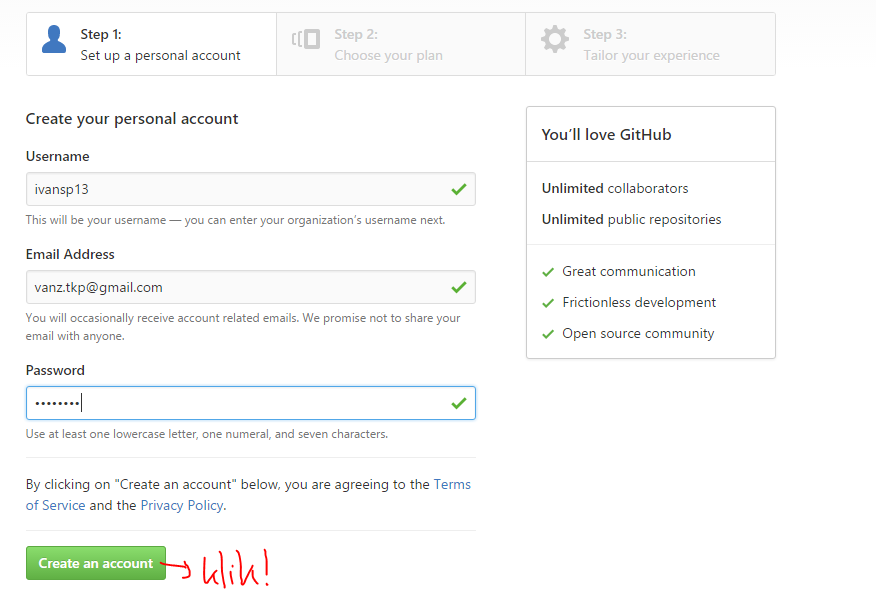 Step 1:
Set up a personal account
Step 2:
Choose your plan
Step 3:
Tailor your experience
Create your personal account
Username
ivansp13
This will be your username — you can enter your organization's username next.
Email Address
vanz.tkp@gmail.com
You will occasionally receive account related emails. We promise not to share your
email with anyone.
Password
••••••••
Use at least one lowercase letter, one numeral, and seven characters.
By clicking on "Create an account" below, you are agreeing to the Terms
of Service and the Privacy Policy.
Create an account
klik!
You'll love GitHub
Unlimited collaborators
Unlimited public repositories
Great communication
Frictionless development
Open source community